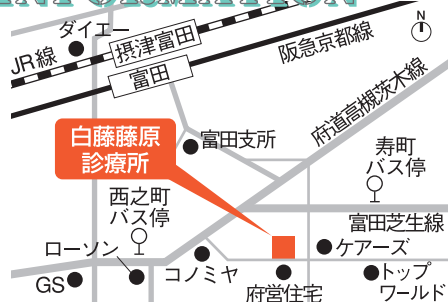 INFORMATION
ダイエー
N
JR線
摂津富田
阪急京都線
富田
府道高槻茨木線
白藤藤原
診療所
富田支所
寿町
バス停
西之町
バス停
富田芝生線
ローソン
コノミヤ
ケアーズ
GS
府営住宅
トップ
ワールド